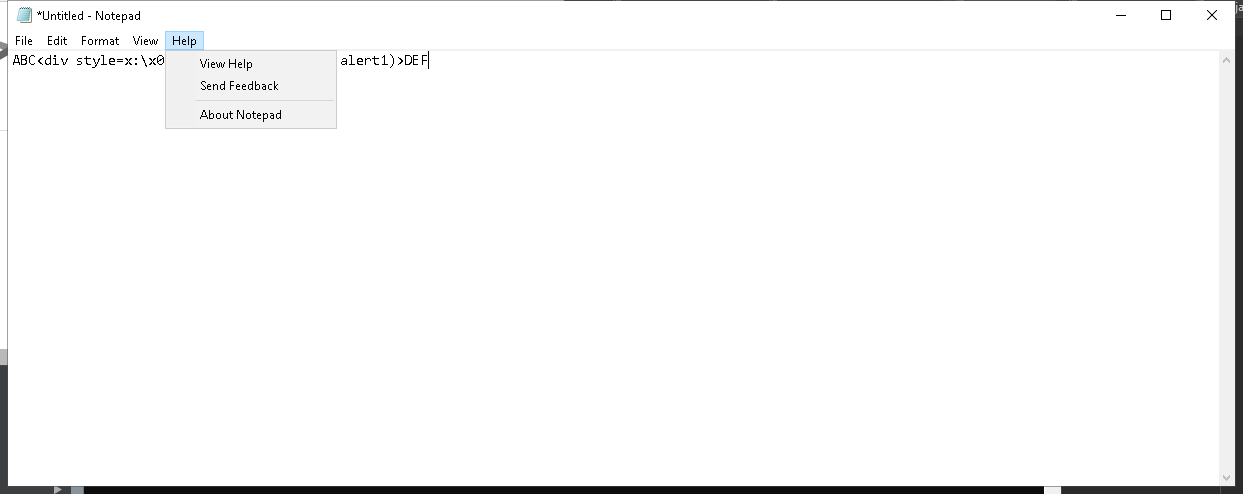 *Untitled - Notepad
File Edit Format View Help
ABC<div style=x:\x0 alert1)>DEF
View Help
Send Feedback
About Notepad